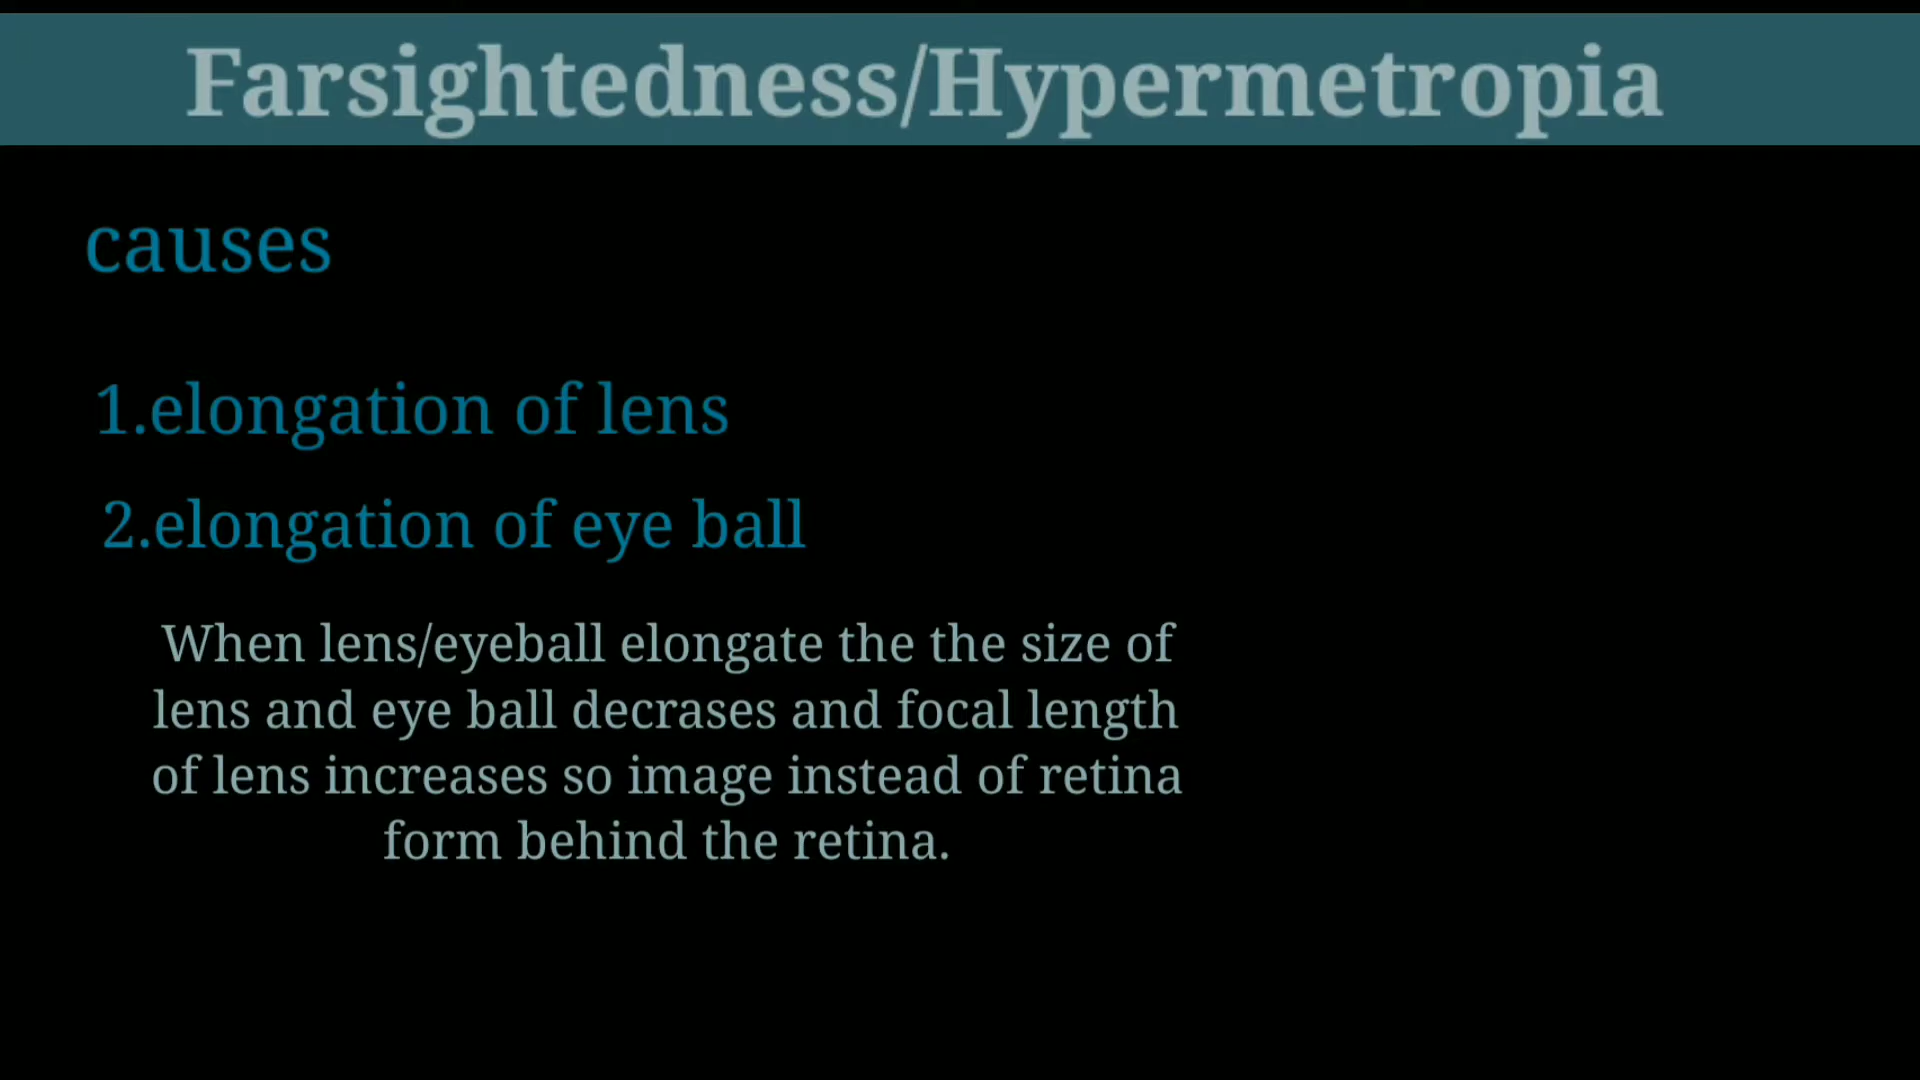 Farsightedness/Hypermetropia
causes
1.elongation of lens
2.elongation of eye ball
When lens/eyeball elongate the the size of
lens and eye ball decrases and focal length
of lens increases so image instead of retina
form behind the retina.